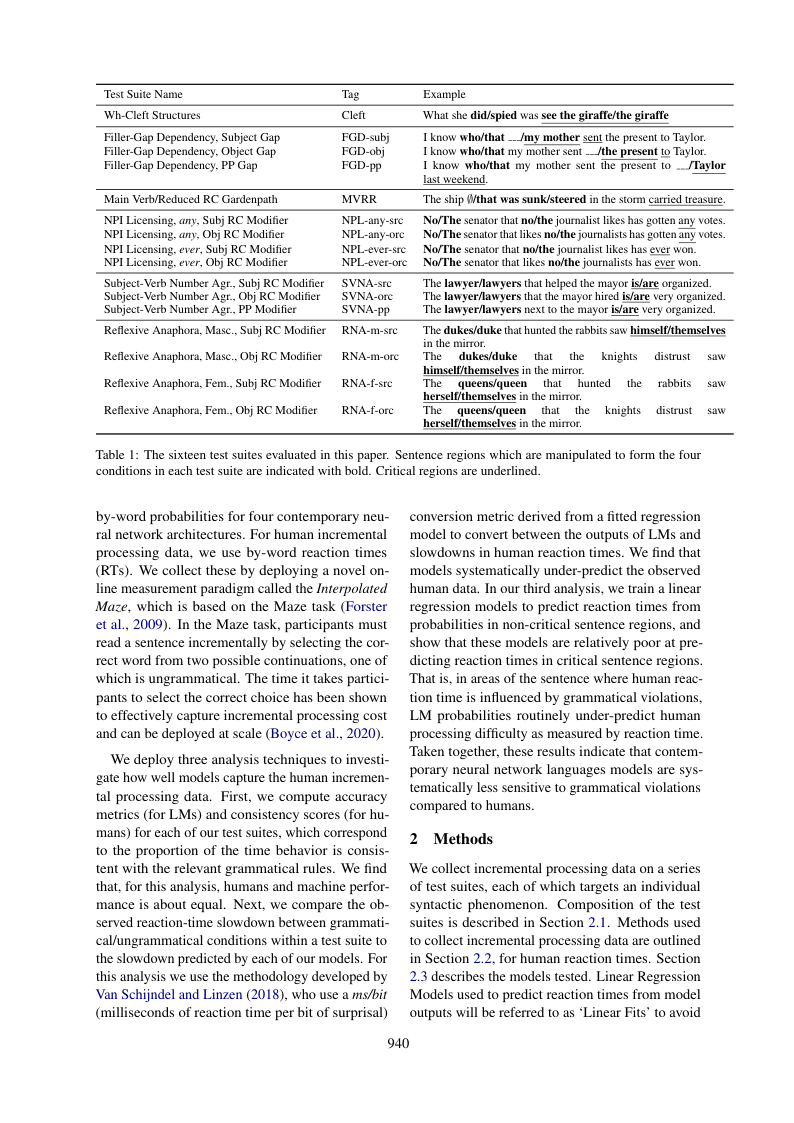 Test Suite Name Tag Example
Wh-Cleft Structures Cleft What she did/spied was see the giraffe/the giraffe
Filler-Gap Dependency, Subject Gap FGD-subj I know who/that __/my mother sent the present to Taylor.
Filler-Gap Dependency, Object Gap FGD-obj I know who/that my mother sent __/the present to Taylor.
Filler-Gap Dependency, PP Gap FGD-pp I know who/that my mother sent the present to __/Taylor
last weekend.
Main Verb/Reduced RC Gardenpath MVRR The ship ∅/that was sunk/steered in the storm carried treasure.
NPI Licensing, any, Subj RC Modifier NPL-any-src No/The senator that no/the journalist likes has gotten any votes.
NPI Licensing, any, Obj RC Modifier NPL-any-orc No/The senator that likes no/the journalists has gotten any votes.
NPI Licensing, ever, Subj RC Modifier NPL-ever-src No/The senator that no/the journalist likes has ever won.
NPI Licensing, ever, Obj RC Modifier NPL-ever-orc No/The senator that likes no/the journalists has ever won.
Subject-Verb Number Agr., Subj RC Modifier SVNA-src The lawyer/lawyers that helped the mayor is/are organized.
Subject-Verb Number Agr., Obj RC Modifier SVNA-orc The lawyer/lawyers that the mayor hired is/are very organized.
Subject-Verb Number Agr., PP Modifier SVNA-pp The lawyer/lawyers next to the mayor is/are very organized.
Reflexive Anaphora, Masc., Subj RC Modifier RNA-m-src The dukes/duke that hunted the rabbits saw himself/themselves
in the mirror.
Reflexive Anaphora, Masc., Obj RC Modifier RNA-m-orc The dukes/duke that the knights distrust saw
himself/themselves in the mirror.
Reflexive Anaphora, Fem., Subj RC Modifier RNA-f-src The queens/queen that hunted the rabbits saw
herself/themselves in the mirror.
Reflexive Anaphora, Fem., Obj RC Modifier RNA-f-orc The queens/queen that the knights distrust saw
herself/themselves in the mirror.
Table 1: The sixteen test suites evaluated in this paper. Sentence regions which are manipulated to form the four
conditions in each test suite are indicated with bold. Critical regions are underlined.
by-word probabilities for four contemporary neu-
ral network architectures. For human incremental
processing data, we use by-word reaction times
(RTs). We collect these by deploying a novel on-
line measurement paradigm called the Interpolated
Maze, which is based on the Maze task (Forster
et al., 2009). In the Maze task, participants must
read a sentence incrementally by selecting the cor-
rect word from two possible continuations, one of
which is ungrammatical. The time it takes partici-
pants to select the correct choice has been shown
to effectively capture incremental processing cost
and can be deployed at scale (Boyce et al., 2020).
We deploy three analysis techniques to investi-
gate how well models capture the human incremen-
tal processing data. First, we compute accuracy
metrics (for LMs) and consistency scores (for hu-
mans) for each of our test suites, which correspond
to the proportion of the time behavior is consis-
tent with the relevant grammatical rules. We find
that, for this analysis, humans and machine perfor-
mance is about equal. Next, we compare the ob-
served reaction-time slowdown between grammati-
cal/ungrammatical conditions within a test suite to
the slowdown predicted by each of our models. For
this analysis we use the methodology developed by
Van Schijndel and Linzen (2018), who use a ms/bit
(milliseconds of reaction time per bit of surprisal)
conversion metric derived from a fitted regression
model to convert between the outputs of LMs and
slowdowns in human reaction times. We find that
models systematically under-predict the observed
human data. In our third analysis, we train a linear
regression models to predict reaction times from
probabilities in non-critical sentence regions, and
show that these models are relatively poor at pre-
dicting reaction times in critical sentence regions.
That is, in areas of the sentence where human reac-
tion time is influenced by grammatical violations,
LM probabilities routinely under-predict human
processing difficulty as measured by reaction time.
Taken together, these results indicate that contem-
porary neural network languages models are sys-
tematically less sensitive to grammatical violations
compared to humans.
2 Methods
We collect incremental processing data on a series
of test suites, each of which targets an individual
syntactic phenomenon. Composition of the test
suites is described in Section 2.1. Methods used
to collect incremental processing data are outlined
in Section 2.2, for human reaction times. Section
2.3 describes the models tested. Linear Regression
Models used to predict reaction times from model
outputs will be referred to as ‘Linear Fits’ to avoid
940